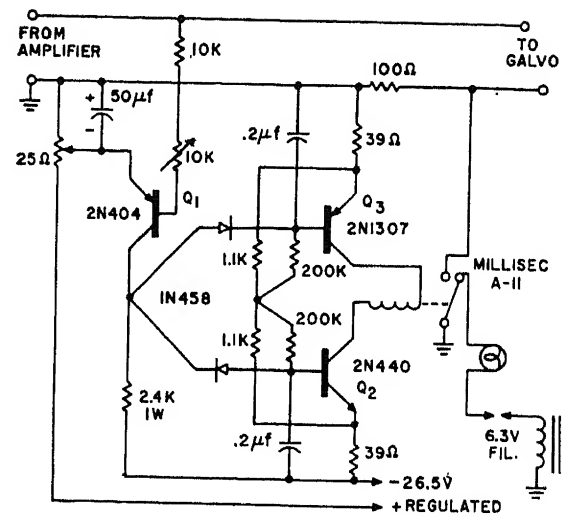 FROM
AMPLIFIER
TO
GALVO
10K
100Ω
+
50µf
-
.2µf
39Ω
25Ω
10K
Q1
Q3
2N404
2N1307
1.1K
200K
MILLISEC
A-11
1N458
200K
1.1K
2N440
Q2
2.4K
1W
.2µf
39Ω
6.3V
FIL.
-26.5V
+REGULATED